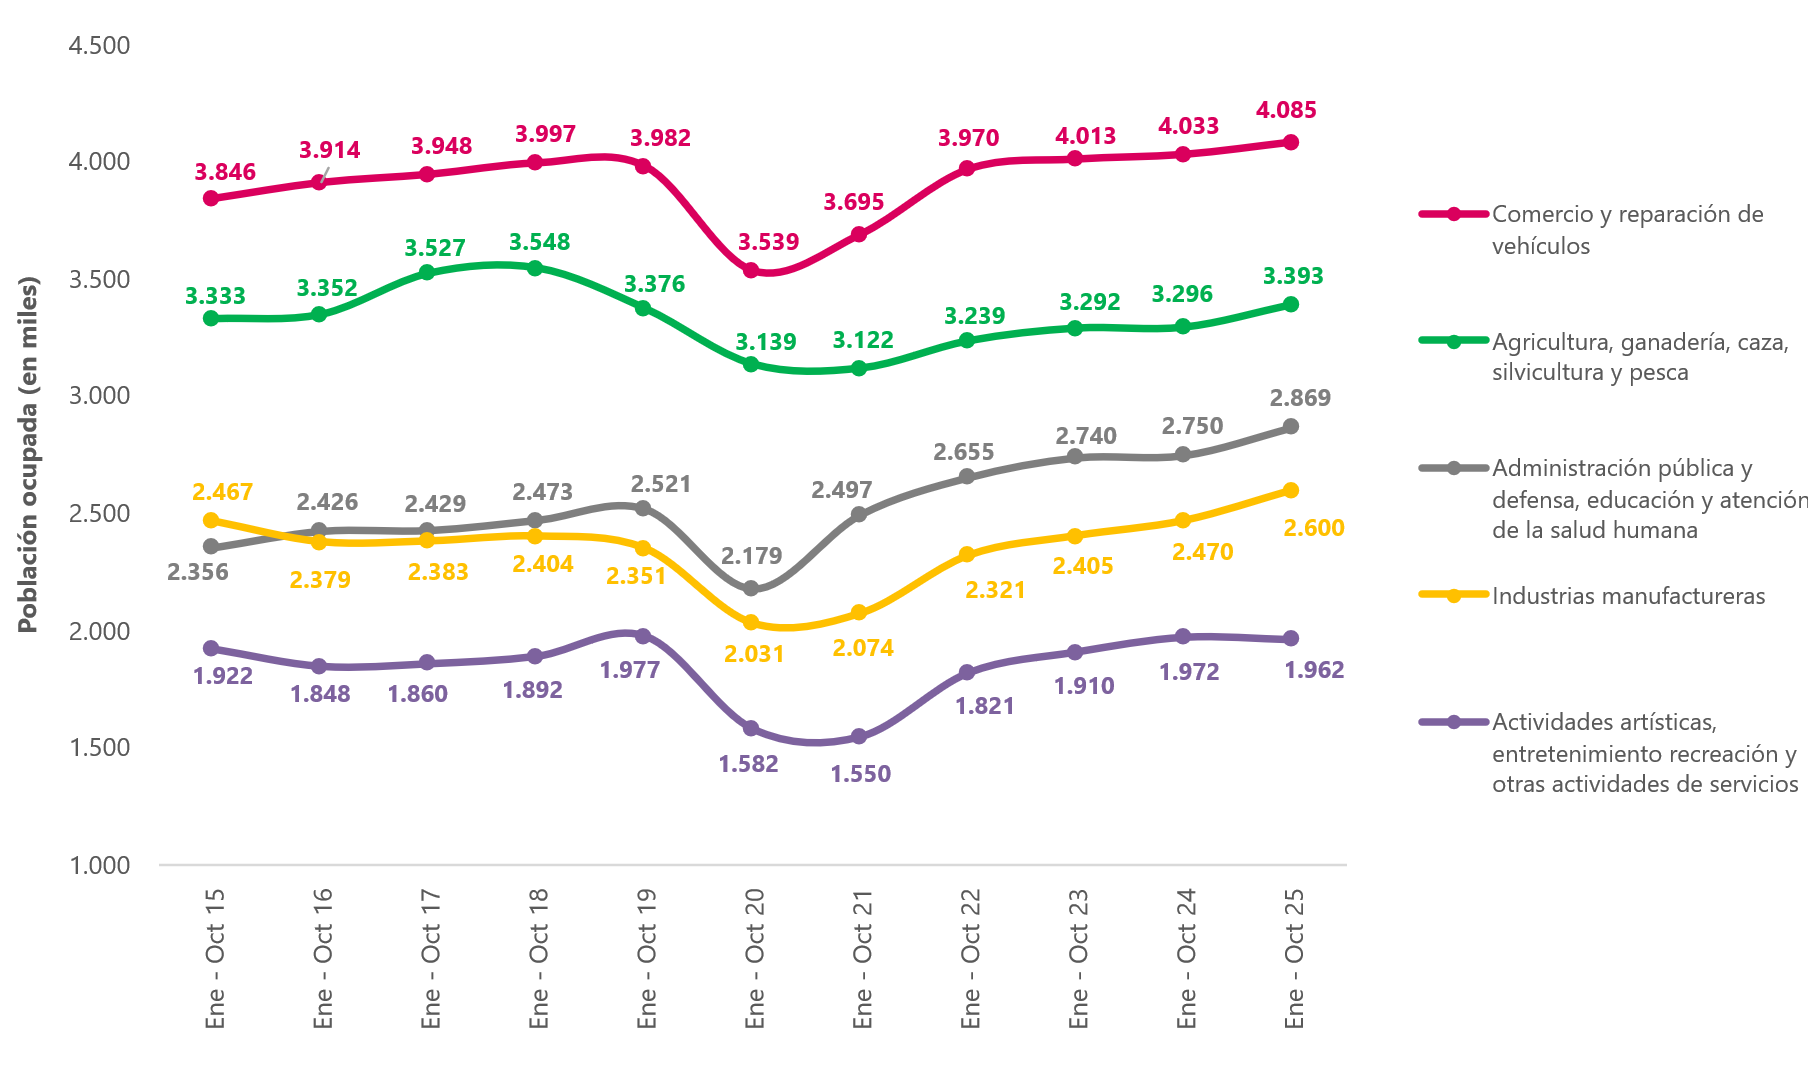 4.500
4.000
3.500
3.000
2.500
2.000
1.500
1.000
Población ocupada (en miles)
3.846
3.914
3.948
3.997
3.982
3.539
3.695
3.970
4.013
4.033
4.085
3.333
3.352
3.527
3.548
3.376
3.139
3.122
3.239
3.292
3.296
3.393
2.356
2.426
2.429
2.473
2.521
2.179
2.497
2.655
2.740
2.750
2.869
2.467
2.379
2.383
2.404
2.351
2.031
2.074
2.321
2.405
2.470
2.600
1.922
1.848
1.860
1.892
1.977
1.582
1.550
1.821
1.910
1.972
1.962
Ene - Oct 15
Ene - Oct 16
Ene - Oct 17
Ene - Oct 18
Ene - Oct 19
Ene - Oct 20
Ene - Oct 21
Ene - Oct 22
Ene - Oct 23
Ene - Oct 24
Ene - Oct 25
Comercio y reparación de
vehículos
Agricultura, ganadería, caza,
silvicultura y pesca
Administración pública y
defensa, educación y atención
de la salud humana
Industrias manufactureras
Actividades artísticas,
entretenimiento recreación y
otras actividades de servicios